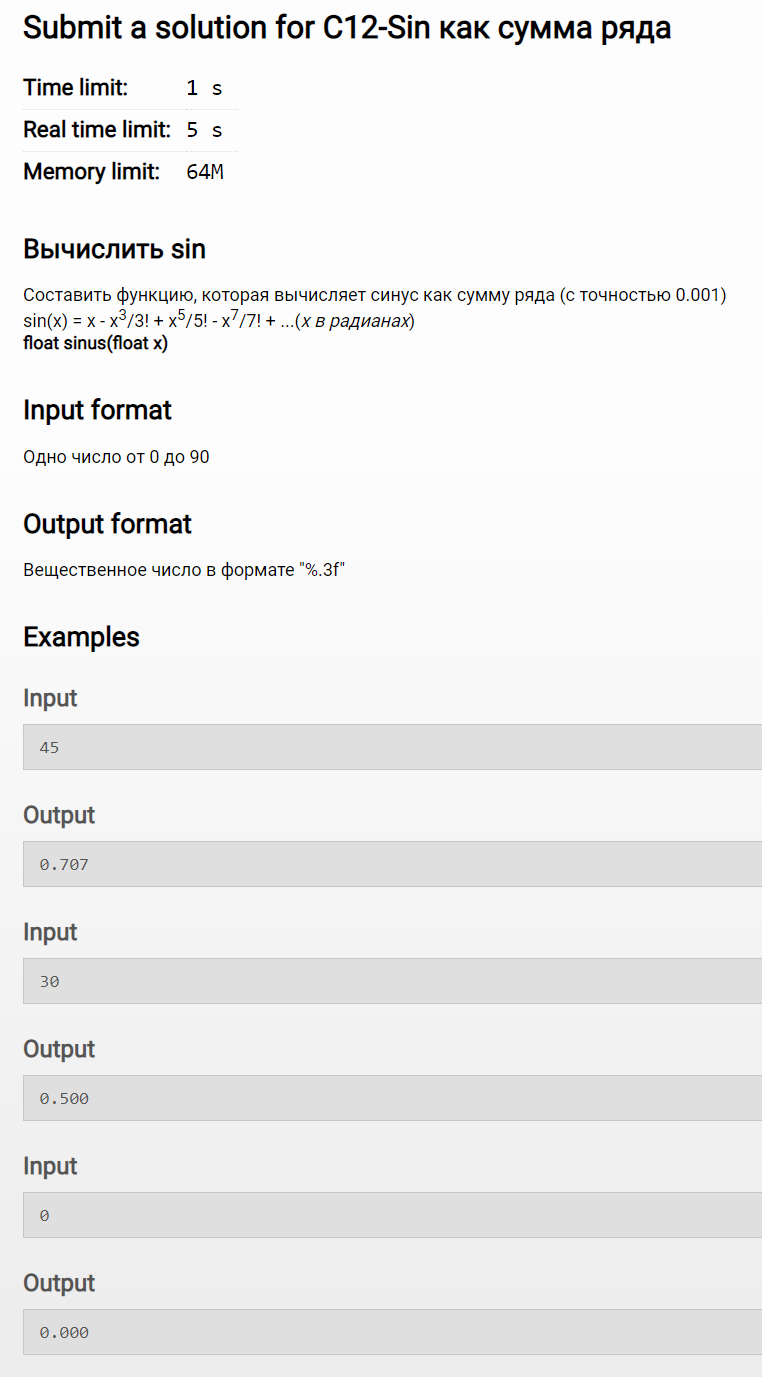 Submit a solution for C12-Sin как сумма ряда
Time limit: 1 s
Real time limit: 5 s
Memory limit: 64M
Вычислить sin
Составить функцию, которая вычисляет синус как сумму ряда (с точностью 0.001)
sin(x) = x - x³/3! + x⁵/5! - x⁷/7! + ...(x в радианах)
float sinus(float x)
Input format
Одно число от 0 до 90
Output format
Вещественное число в формате "%.3f"
Examples
Input
45
Output
0.707
Input
30
Output
0.500
Input
0
Output
0.000